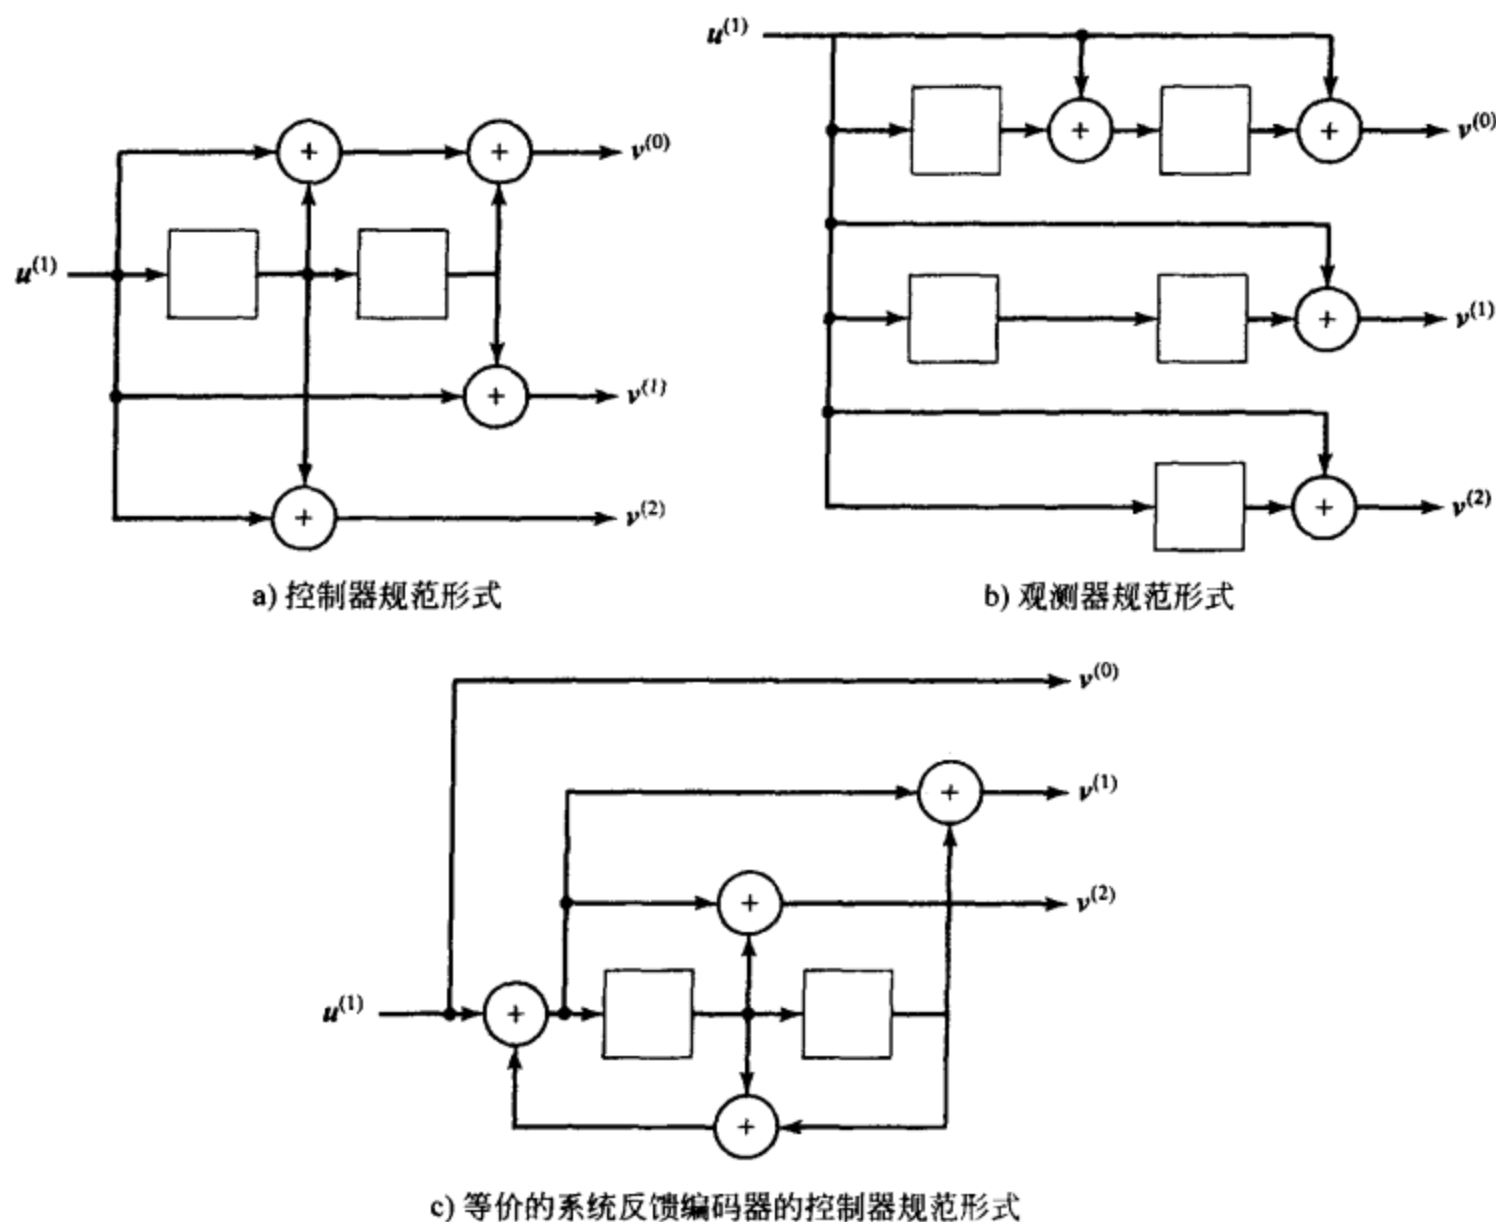 u(1)
+
+
v(0)
+
v(1)
+
v(2)
a) 控制器规范形式
u(1)
+
+
v(0)
+
v(1)
+
v(2)
b) 观测器规范形式
v(0)
+
v(1)
+
v(2)
u(1)
+
+
c) 等价的系统反馈编码器的控制器规范形式